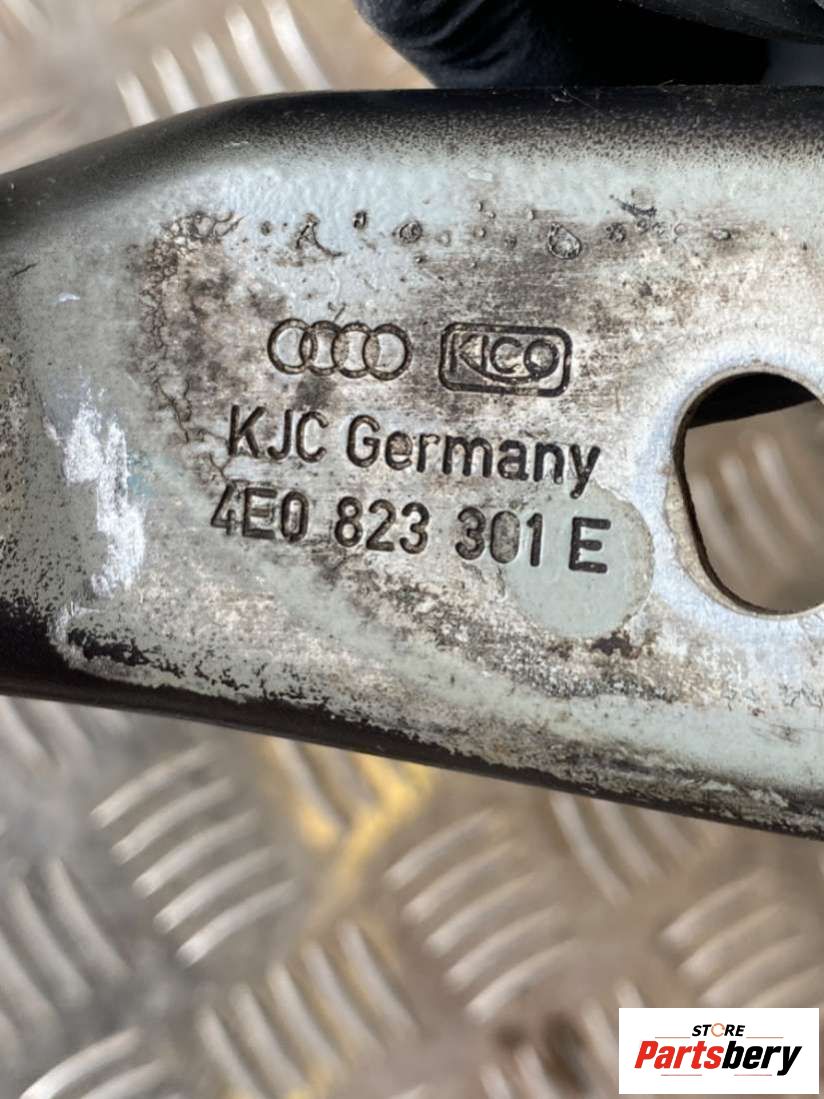 KICO
KJC Germany
4E0 823 301 E
STORE
Partsbery